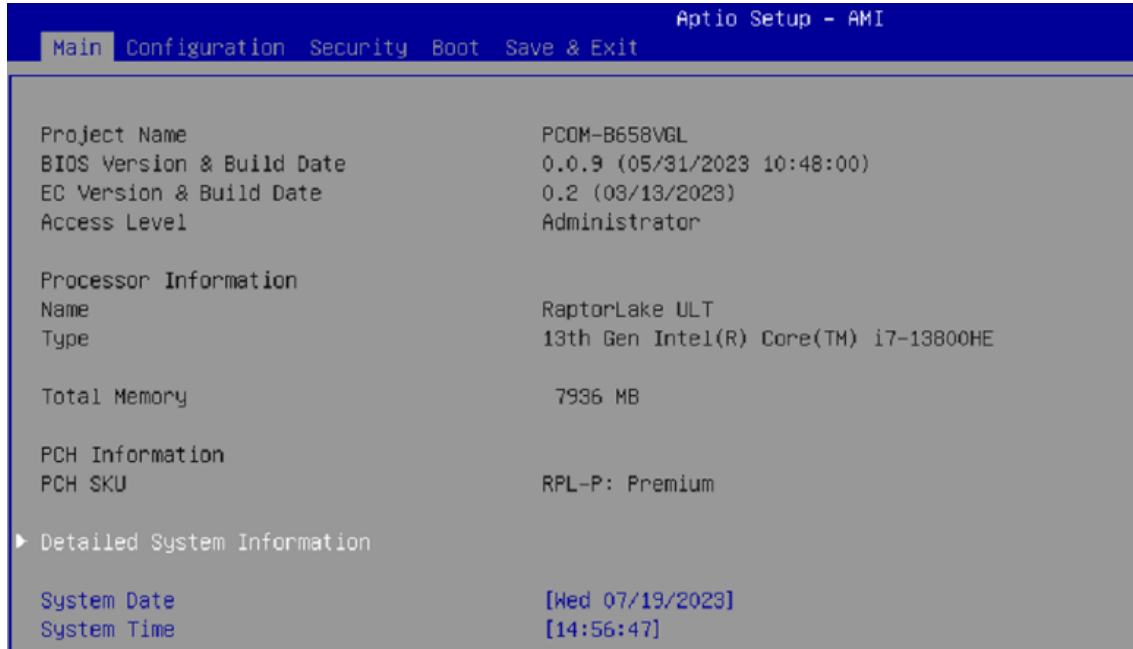 Aptio Setup - AMI
Main Configuration Security Boot Save & Exit
Project Name PCOM-B658VGL
BIOS Version & Build Date 0.0.9 (05/31/2023 10:48:00)
EC Version & Build Date 0.2 (03/13/2023)
Access Level Administrator
Processor Information
Name RaptorLake ULT
Type 13th Gen Intel(R) Core(TM) i7-13800HE
Total Memory 7936 MB
PCH Information
PCH SKU RPL-P: Premium
Detailed System Information
System Date [Wed 07/19/2023]
System Time [14:56:47]